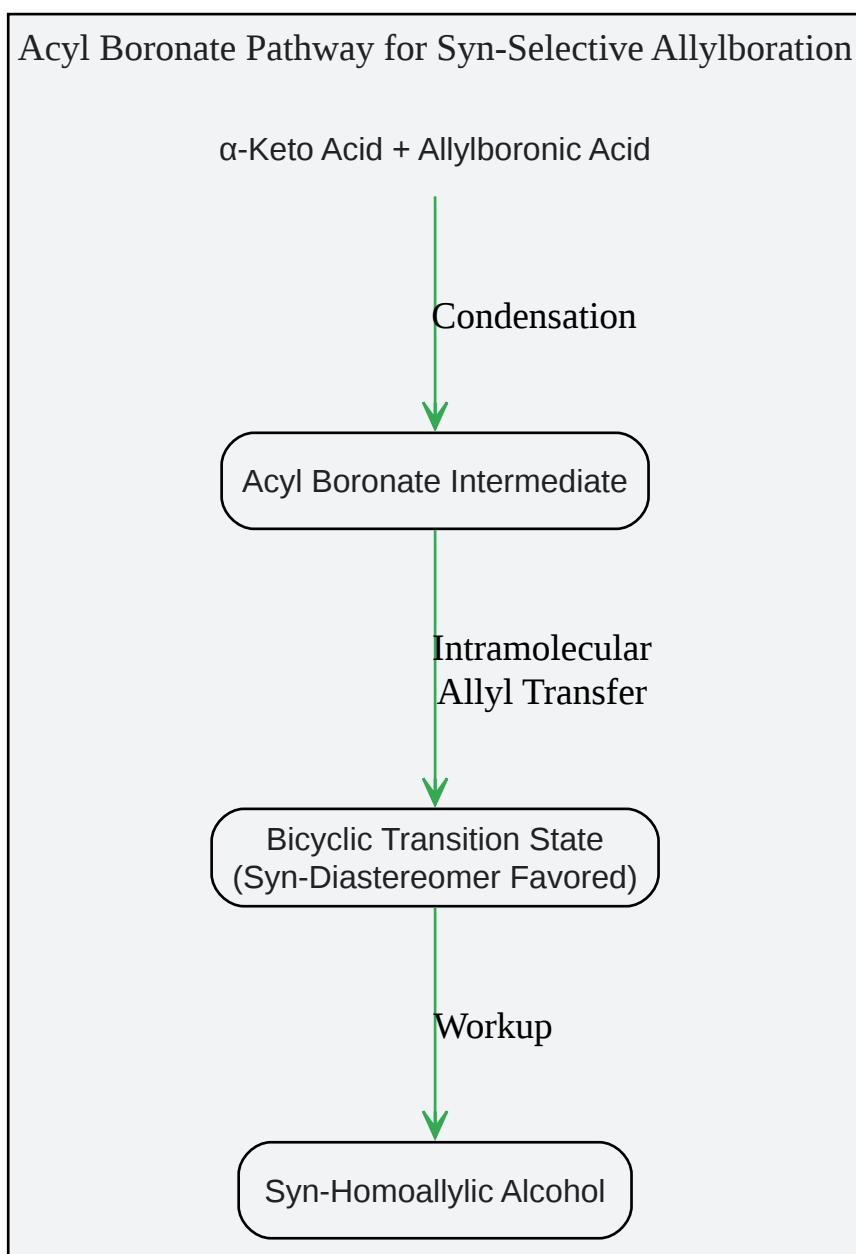 Acyl Boronate Pathway for Syn-Selective Allylboration
α-Keto Acid + Allylboronic Acid
Condensation
Acyl Boronate Intermediate
Intramolecular
Allyl Transfer
Bicyclic Transition State
(Syn-Diastereomer Favored)
Workup
Syn-Homoallylic Alcohol